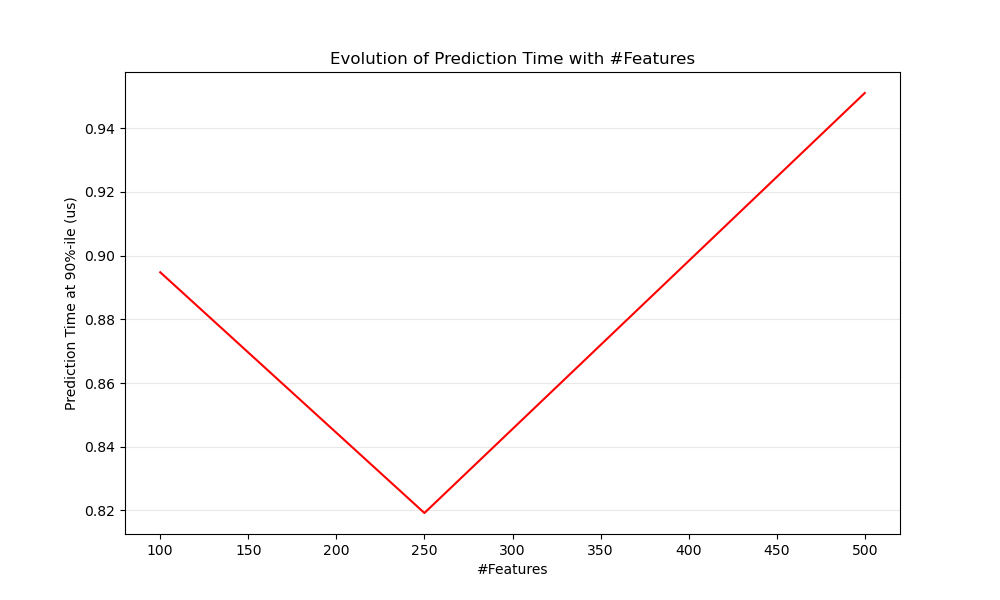 Evolution of Prediction Time with #Features
Prediction Time at 90%-ile (us)
0.94
0.92
0.90
0.88
0.86
0.84
0.82
100 150 200 250 300 350 400 450 500
#Features